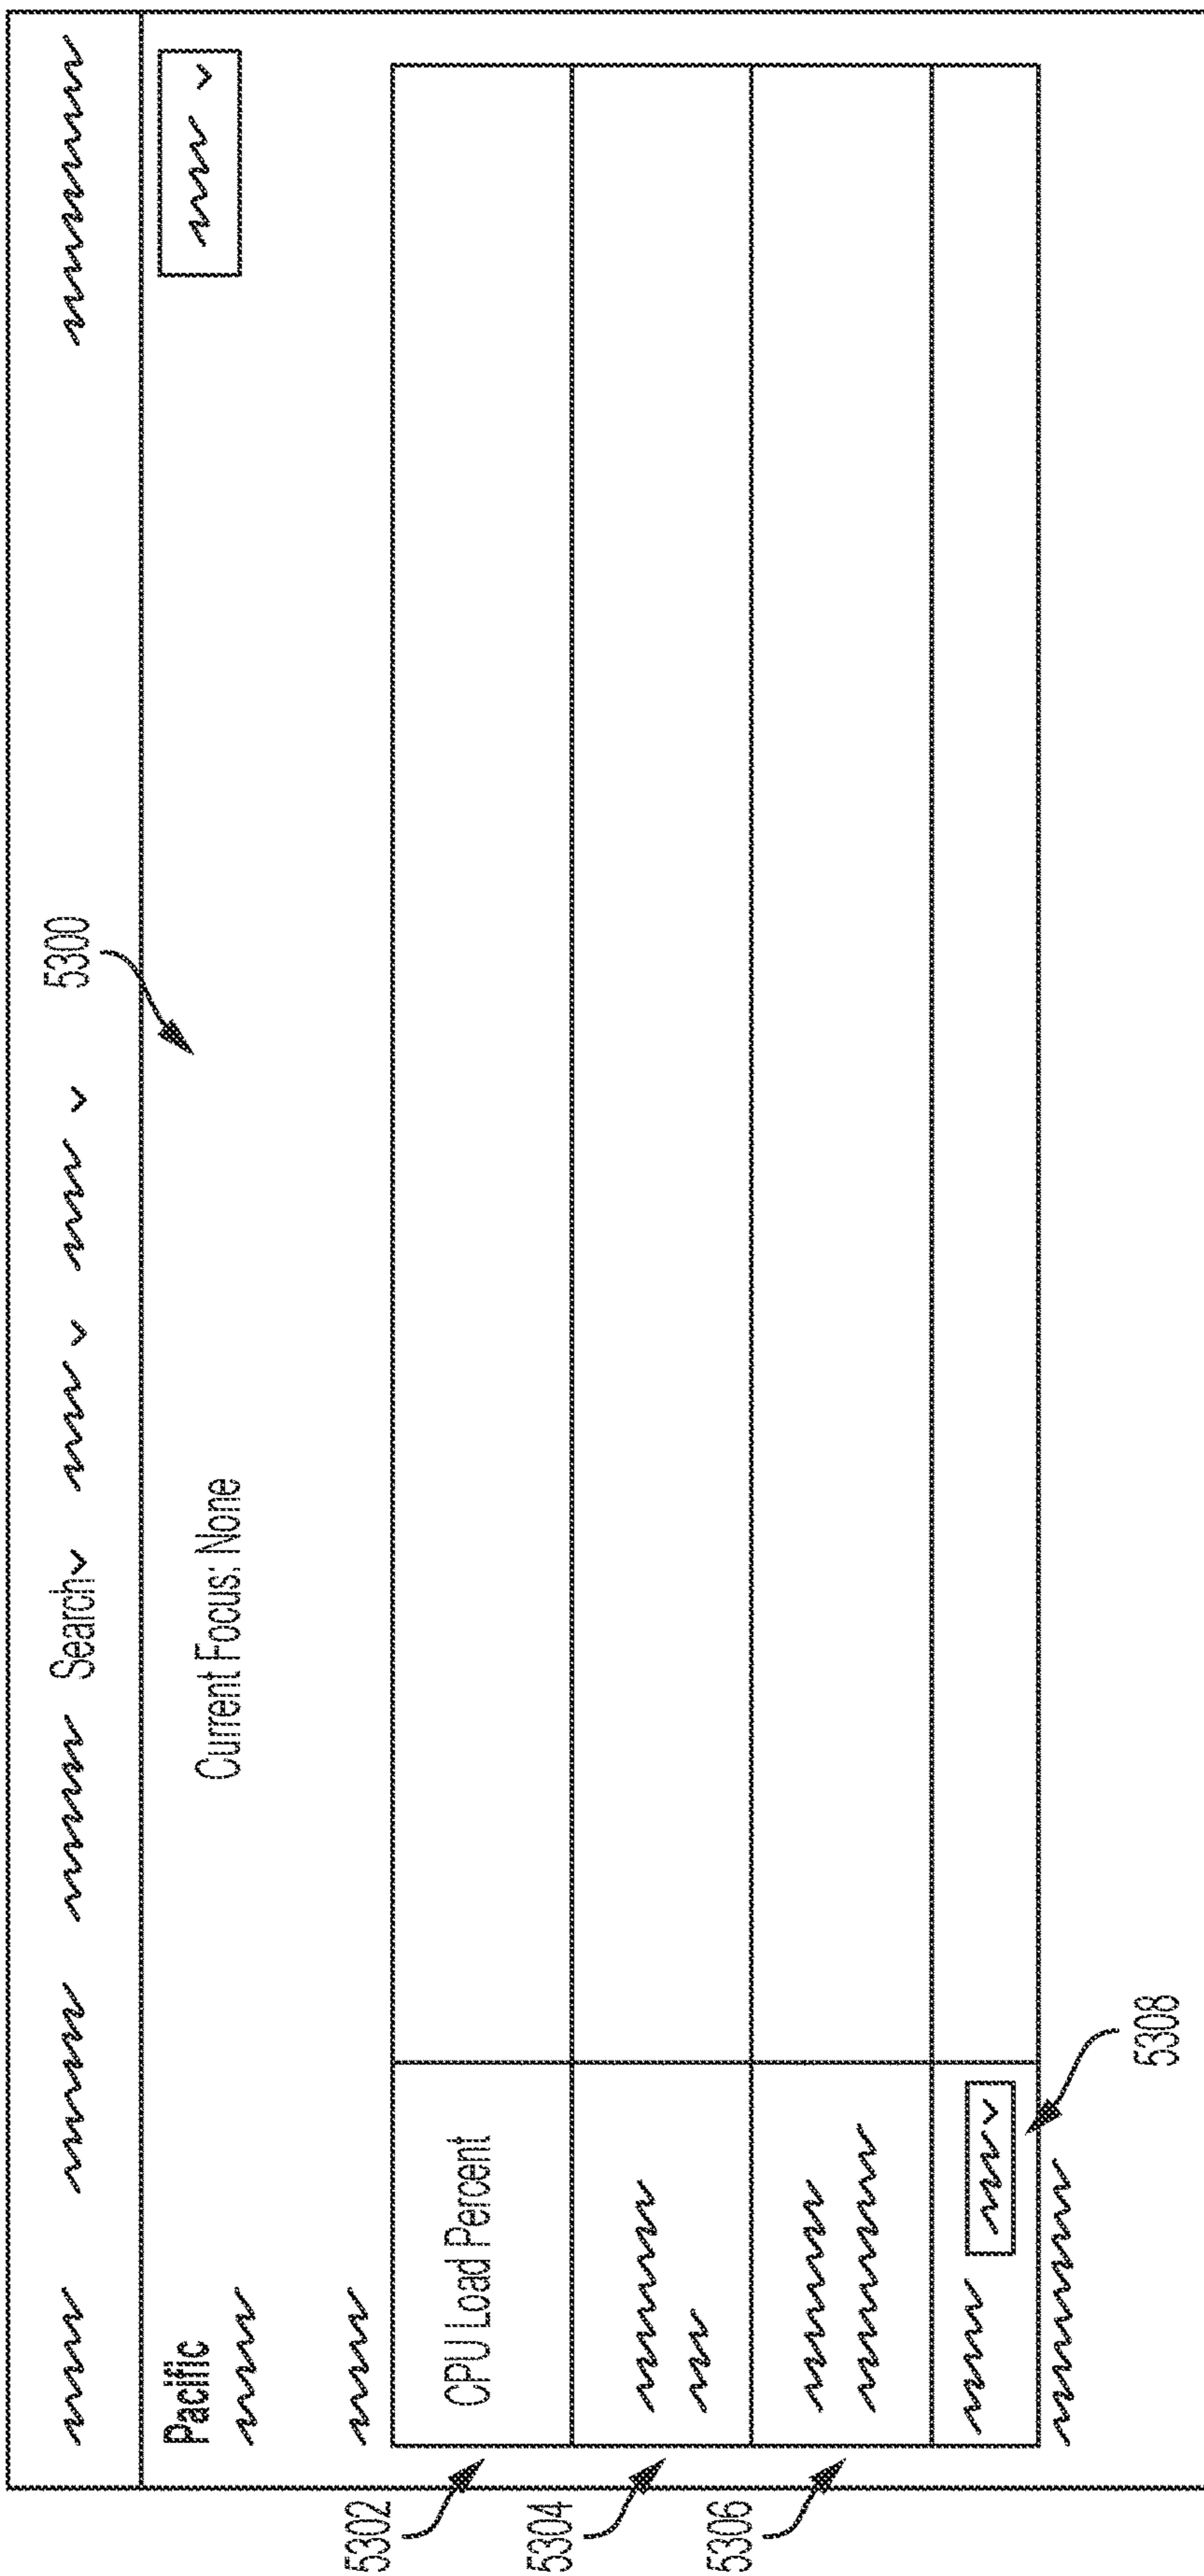 5300
Search
Pacific
Current Focus: None
5302
CPU Load Percent
5304
5306
5308